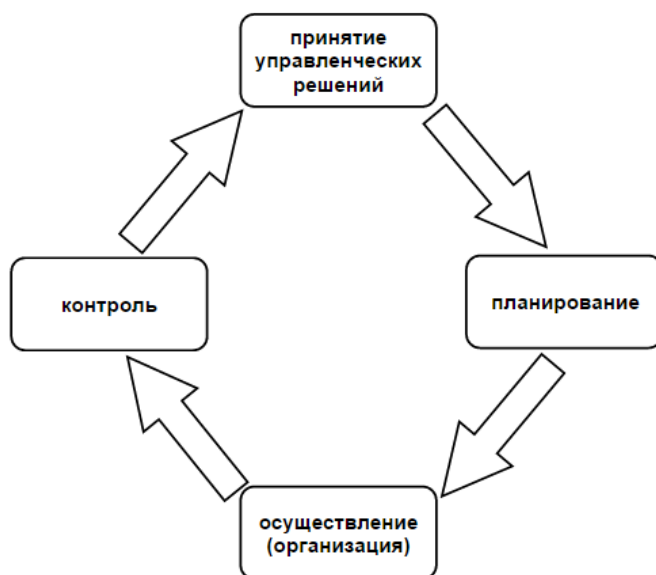 принятие
управленческих
решений
контроль
планирование
осуществление
(организация)